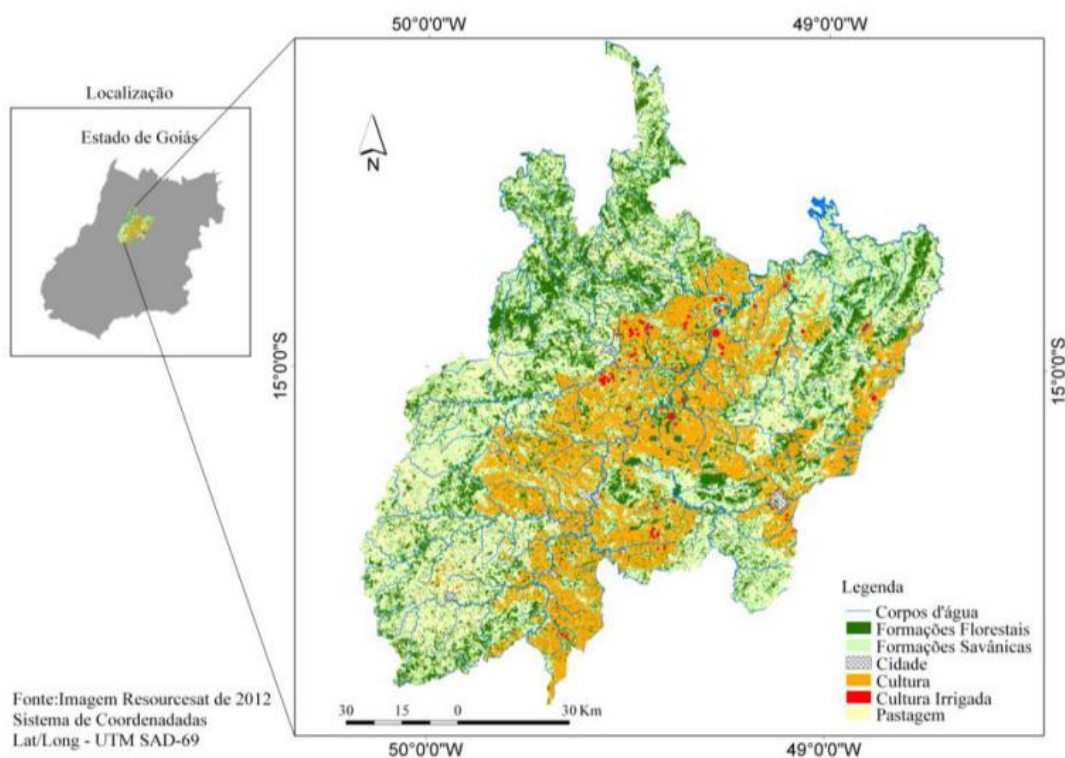 50°0'0"W
49°0'0"W
Localização
Estado de Goiás
N
15°0'0"S
15°0'0"S
Legenda
Corpos d'água
Formações Florestais
Formações Savânicas
Cidade
Cultura
Cultura Irrigada
Pastagem
Fonte:Imagem Resourcesat de 2012
Sistema de Coordenadadas
Lat/Long - UTM SAD-69
30 15 0 30 Km
50°0'0"W
49°0'0"W